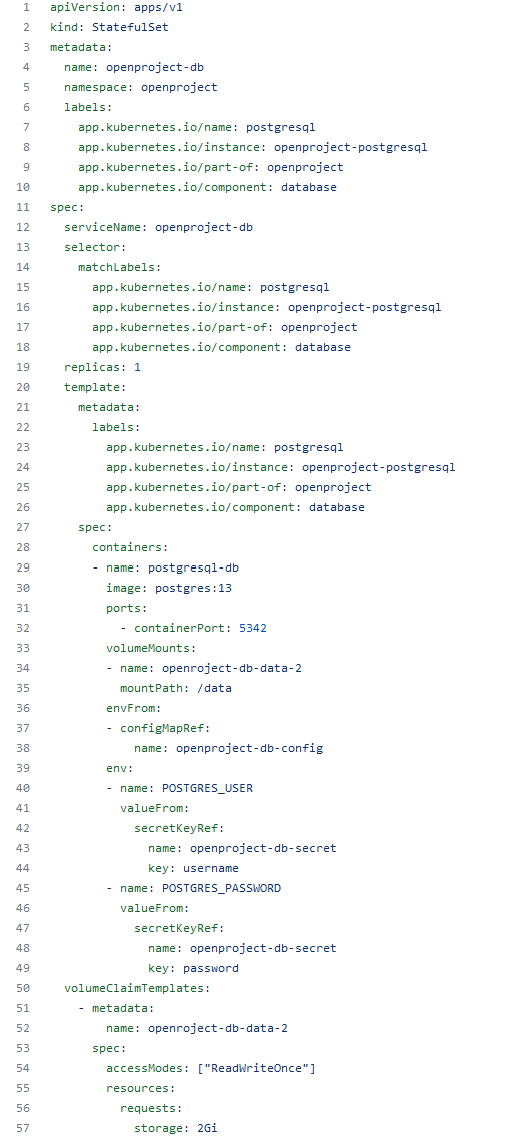 1 apiVersion: apps/v1
2 kind: StatefulSet
3 metadata:
4   name: openproject-db
5   namespace: openproject
6   labels:
7     app.kubernetes.io/name: postgresql
8     app.kubernetes.io/instance: openproject-postgresql
9     app.kubernetes.io/part-of: openproject
10     app.kubernetes.io/component: database
11 spec:
12   serviceName: openproject-db
13   selector:
14     matchLabels:
15       app.kubernetes.io/name: postgresql
16       app.kubernetes.io/instance: openproject-postgresql
17       app.kubernetes.io/part-of: openproject
18       app.kubernetes.io/component: database
19   replicas: 1
20   template:
21     metadata:
22       labels:
23         app.kubernetes.io/name: postgresql
24         app.kubernetes.io/instance: openproject-postgresql
25         app.kubernetes.io/part-of: openproject
26         app.kubernetes.io/component: database
27     spec:
28       containers:
29       - name: postgresql-db
30         image: postgres:13
31         ports:
32           - containerPort: 5342
33         volumeMounts:
34         - name: openroject-db-data-2
35           mountPath: /data
36         envFrom:
37         - configMapRef:
38             name: openproject-db-config
39         env:
40         - name: POSTGRES_USER
41           valueFrom:
42             secretKeyRef:
43               name: openproject-db-secret
44               key: username
45         - name: POSTGRES_PASSWORD
46           valueFrom:
47             secretKeyRef:
48               name: openproject-db-secret
49               key: password
50   volumeClaimTemplates:
51     - metadata:
52         name: openroject-db-data-2
53       spec:
54         accessModes: ["ReadWriteOnce"]
55         resources:
56           requests:
57             storage: 2Gi